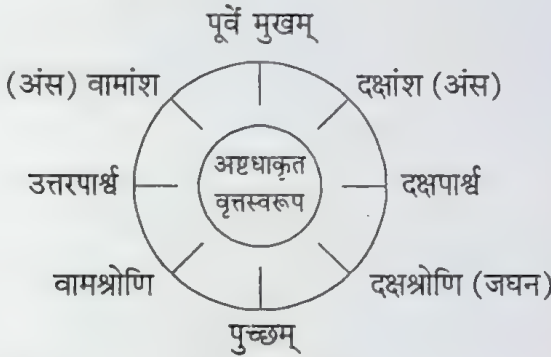 पूर्वे मुखम्
(अंस) वामांश
दक्षांश (अंस)
अष्टधाकृत
वृत्तस्वरूप
उत्तरपार्श्व
दक्षपार्श्व
वामश्रोणि
दक्षश्रोणि (जघन)
पुच्छम्